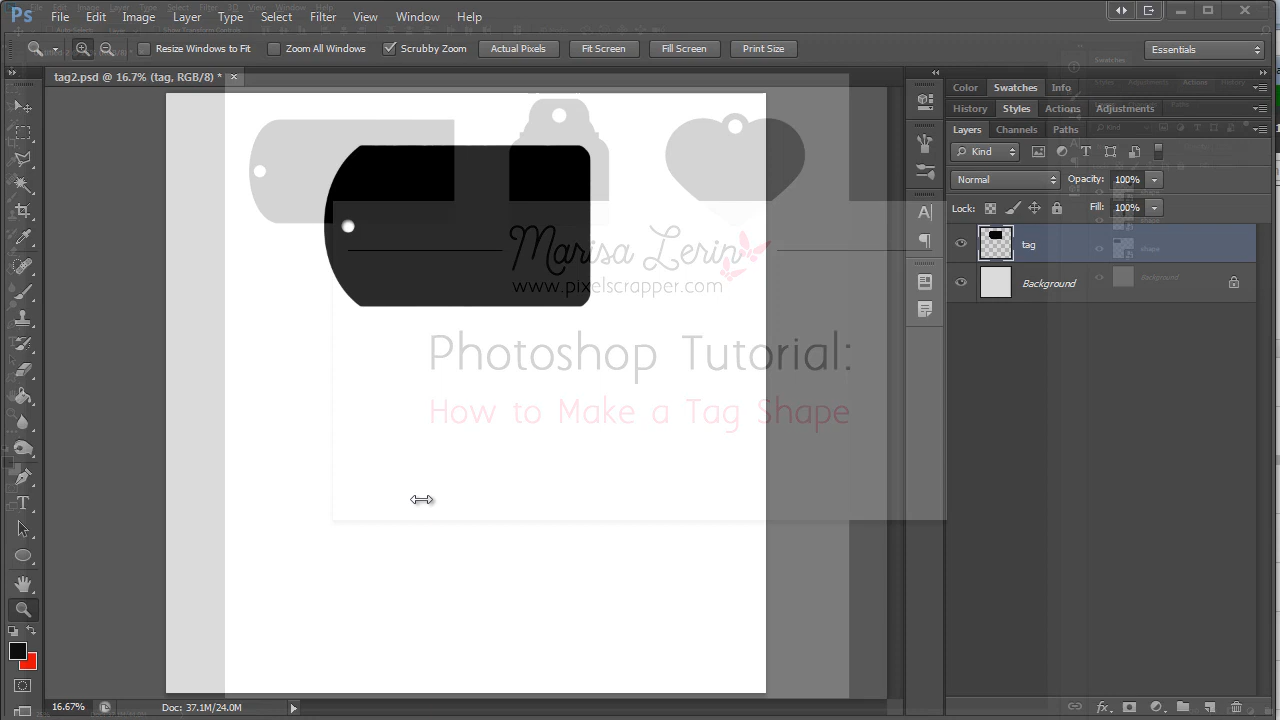 Ps File Edit Image Layer Type Select Filter View Window Help
Resize Windows to Fit Zoom All Windows Scrubby Zoom Actual Pixels Fit Screen Fill Screen Print Size Essentials
tag2.psd @ 16.7% (tag, RGB/8) * ×
Color Swatches Info
History Styles Actions Adjustments
Layers Channels Paths
Kind
Normal Opacity: 100%
Lock: Fill: 100%
tag
Background
Marisa Lerin
www.pixelscrapper.com
Photoshop Tutorial:
How to Make a Tag Shape
16.67% Doc: 37.1M/24.0M